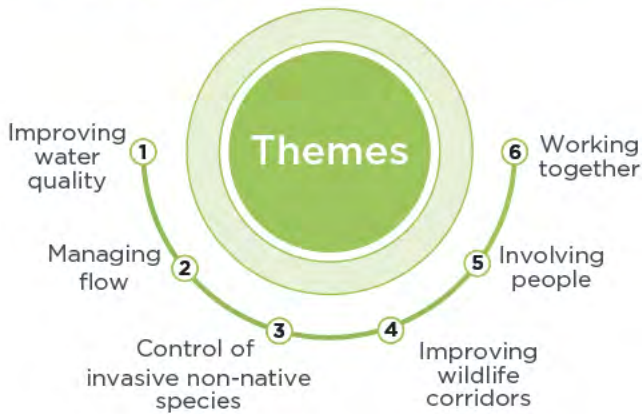 Themes
1
Improving
water
quality
2
Managing
flow
3
Control of
invasive non-native
species
4
Improving
wildlife
corridors
5
Involving
people
6
Working
together